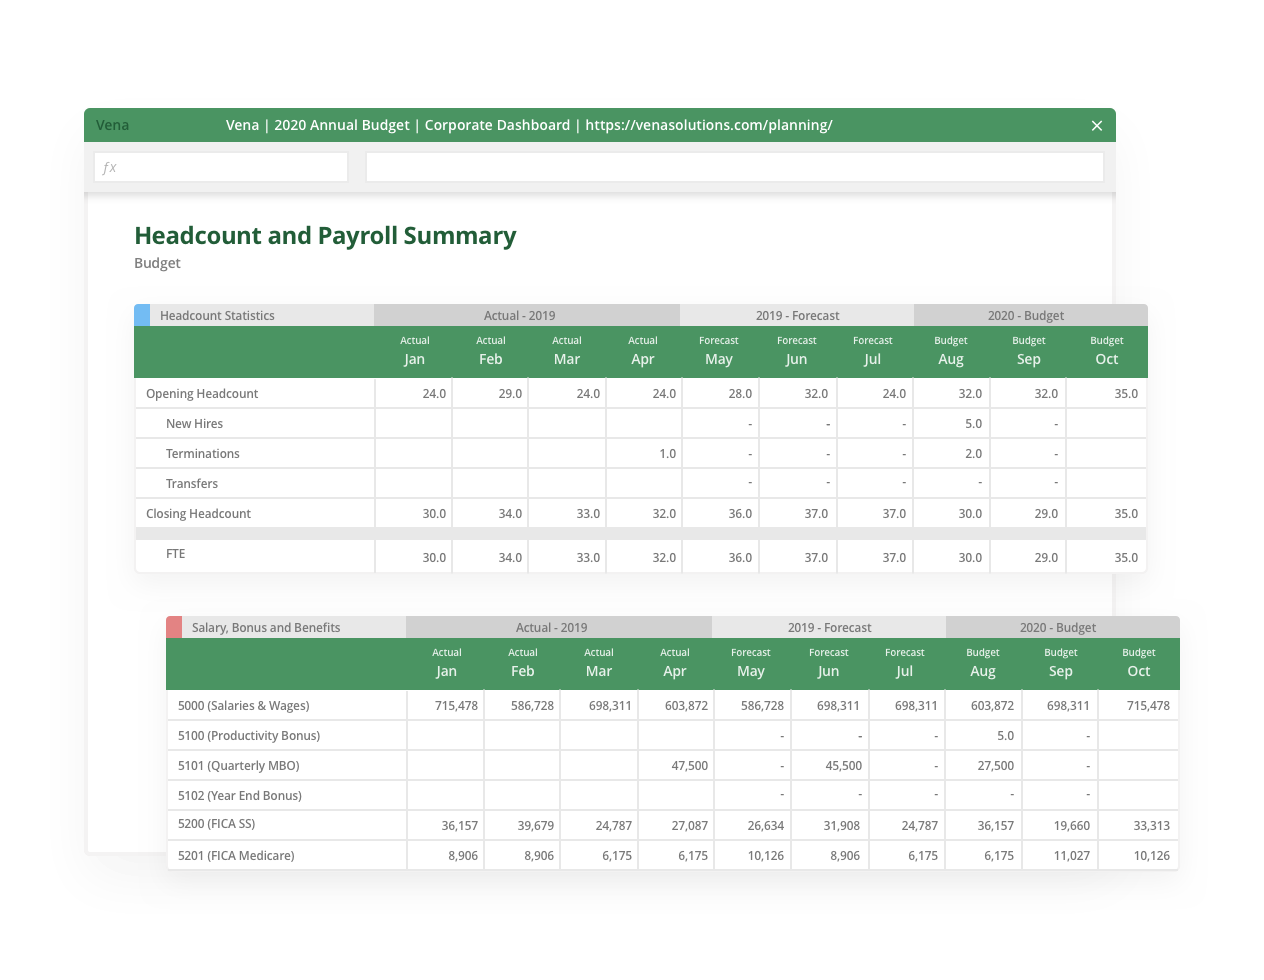 Vena
Vena | 2020 Annual Budget | Corporate Dashboard | https://venasolutions.com/planning/ ×
ƒx
Headcount and Payroll Summary
Budget
Headcount Statistics Actual - 2019 2019 - Forecast 2020 - Budget
Actual Actual Actual Actual Forecast Forecast Forecast Budget Budget Budget
Jan Feb Mar Apr May Jun Jul Aug Sep Oct
Opening Headcount 24.0 29.0 24.0 24.0 28.0 32.0 24.0 32.0 32.0 35.0
New Hires - - - 5.0 -
Terminations 1.0 - - - 2.0 -
Transfers - - - - -
Closing Headcount 30.0 34.0 33.0 32.0 36.0 37.0 37.0 30.0 29.0 35.0
FTE 30.0 34.0 33.0 32.0 36.0 37.0 37.0 30.0 29.0 35.0
Salary, Bonus and Benefits Actual - 2019 2019 - Forecast 2020 - Budget
Actual Actual Actual Actual Forecast Forecast Forecast Budget Budget Budget
Jan Feb Mar Apr May Jun Jul Aug Sep Oct
5000 (Salaries & Wages) 715,478 586,728 698,311 603,872 586,728 698,311 698,311 603,872 698,311 715,478
5100 (Productivity Bonus) - - - 5.0 -
5101 (Quarterly MBO) 47,500 - 45,500 - 27,500 -
5102 (Year End Bonus) - - - - -
5200 (FICA SS) 36,157 39,679 24,787 27,087 26,634 31,908 24,787 36,157 19,660 33,313
5201 (FICA Medicare) 8,906 8,906 6,175 6,175 10,126 8,906 6,175 6,175 11,027 10,126